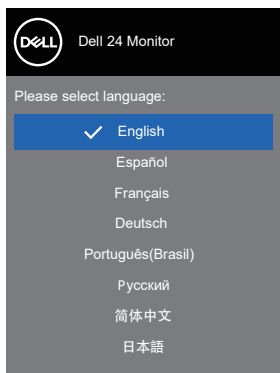 DELL Dell 24 Monitor
Please select language:
English
Español
Français
Deutsch
Português(Brasil)
Русский
简体中文
日本語